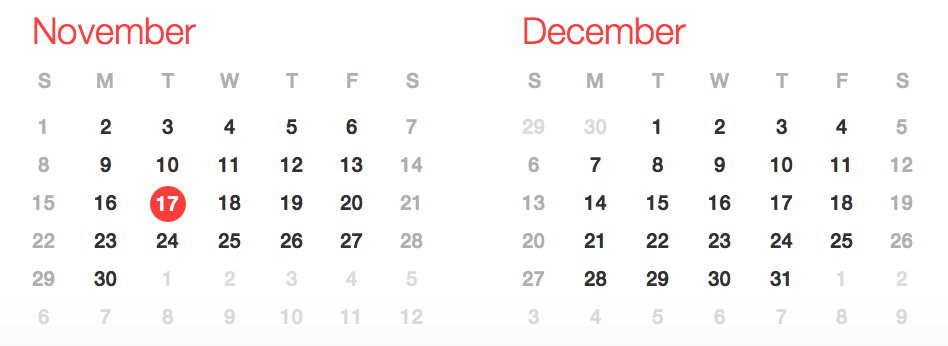 November
S M T W T F S
1 2 3 4 5 6 7
8 9 10 11 12 13 14
15 16 17 18 19 20 21
22 23 24 25 26 27 28
29 30 1 2 3 4 5
6 7 8 9 10 11 12
December
S M T W T F S
29 30 1 2 3 4 5
6 7 8 9 10 11 12
13 14 15 16 17 18 19
20 21 22 23 24 25 26
27 28 29 30 31 1 2
3 4 5 6 7 8 9